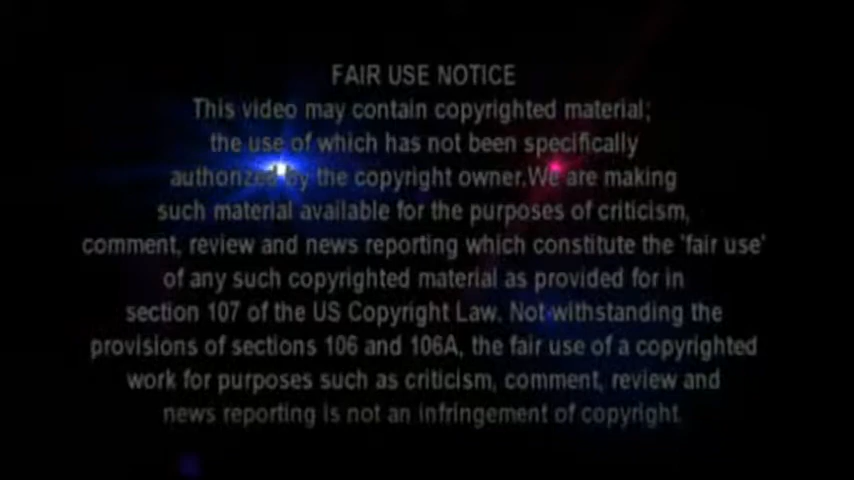 FAIR USE NOTICE
This video may contain copyrighted material;
the use of which has not been specifically
authorized by the copyright owner.We are making
such material available for the purposes of criticism,
comment, review and news reporting which constitute the 'fair use'
of any such copyrighted material as provided for in
section 107 of the US Copyright Law. Not withstanding the
provisions of sections 106 and 106A, the fair use of a copyrighted
work for purposes such as criticism, comment, review and
news reporting is not an infringement of copyright.